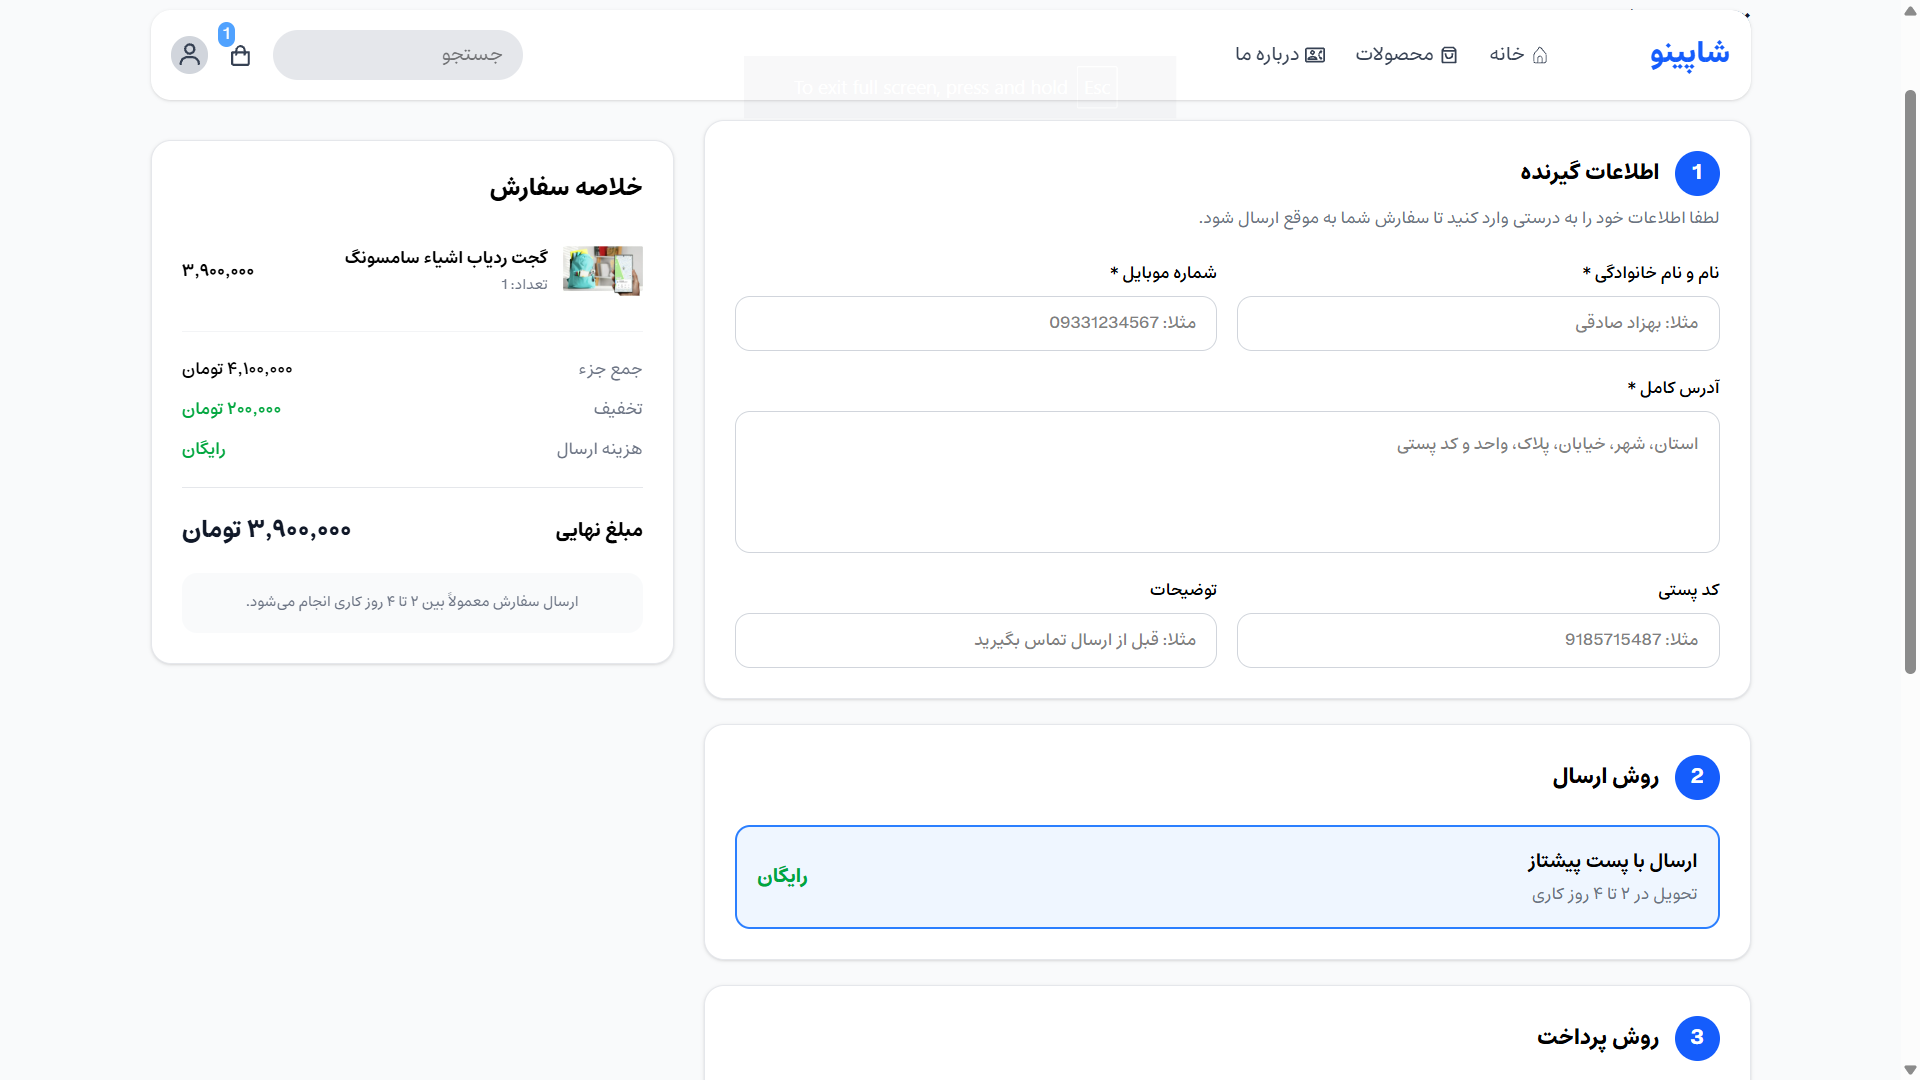 شاپینو
خانه
محصولات
درباره ما
جستجو
1
To exit full screen, press and hold Esc
1
اطلاعات گیرنده
لطفا اطلاعات خود را به درستی وارد کنید تا سفارش شما به موقع ارسال شود.
نام و نام خانوادگی *
شماره موبایل *
مثلا: بهزاد صادقی
مثلا: 09331234567
آدرس کامل *
استان، شهر، خیابان، پلاک، واحد و کد پستی
کد پستی
توضیحات
مثلا: 9185715487
مثلا: قبل از ارسال تماس بگیرید
2
روش ارسال
ارسال با پست پیشتاز
تحویل در ۲ تا ۴ روز کاری
رایگان
3
روش پرداخت
خلاصه سفارش
گجت ردیاب اشیاء سامسونگ
تعداد: 1
۳,۹۰۰,۰۰۰
جمع جزء
۴,۱۰۰,۰۰۰ تومان
تخفیف
۲۰۰,۰۰۰ تومان
هزینه ارسال
رایگان
مبلغ نهایی
۳,۹۰۰,۰۰۰ تومان
ارسال سفارش معمولاً بین ۲ تا ۴ روز کاری انجام می‌شود.